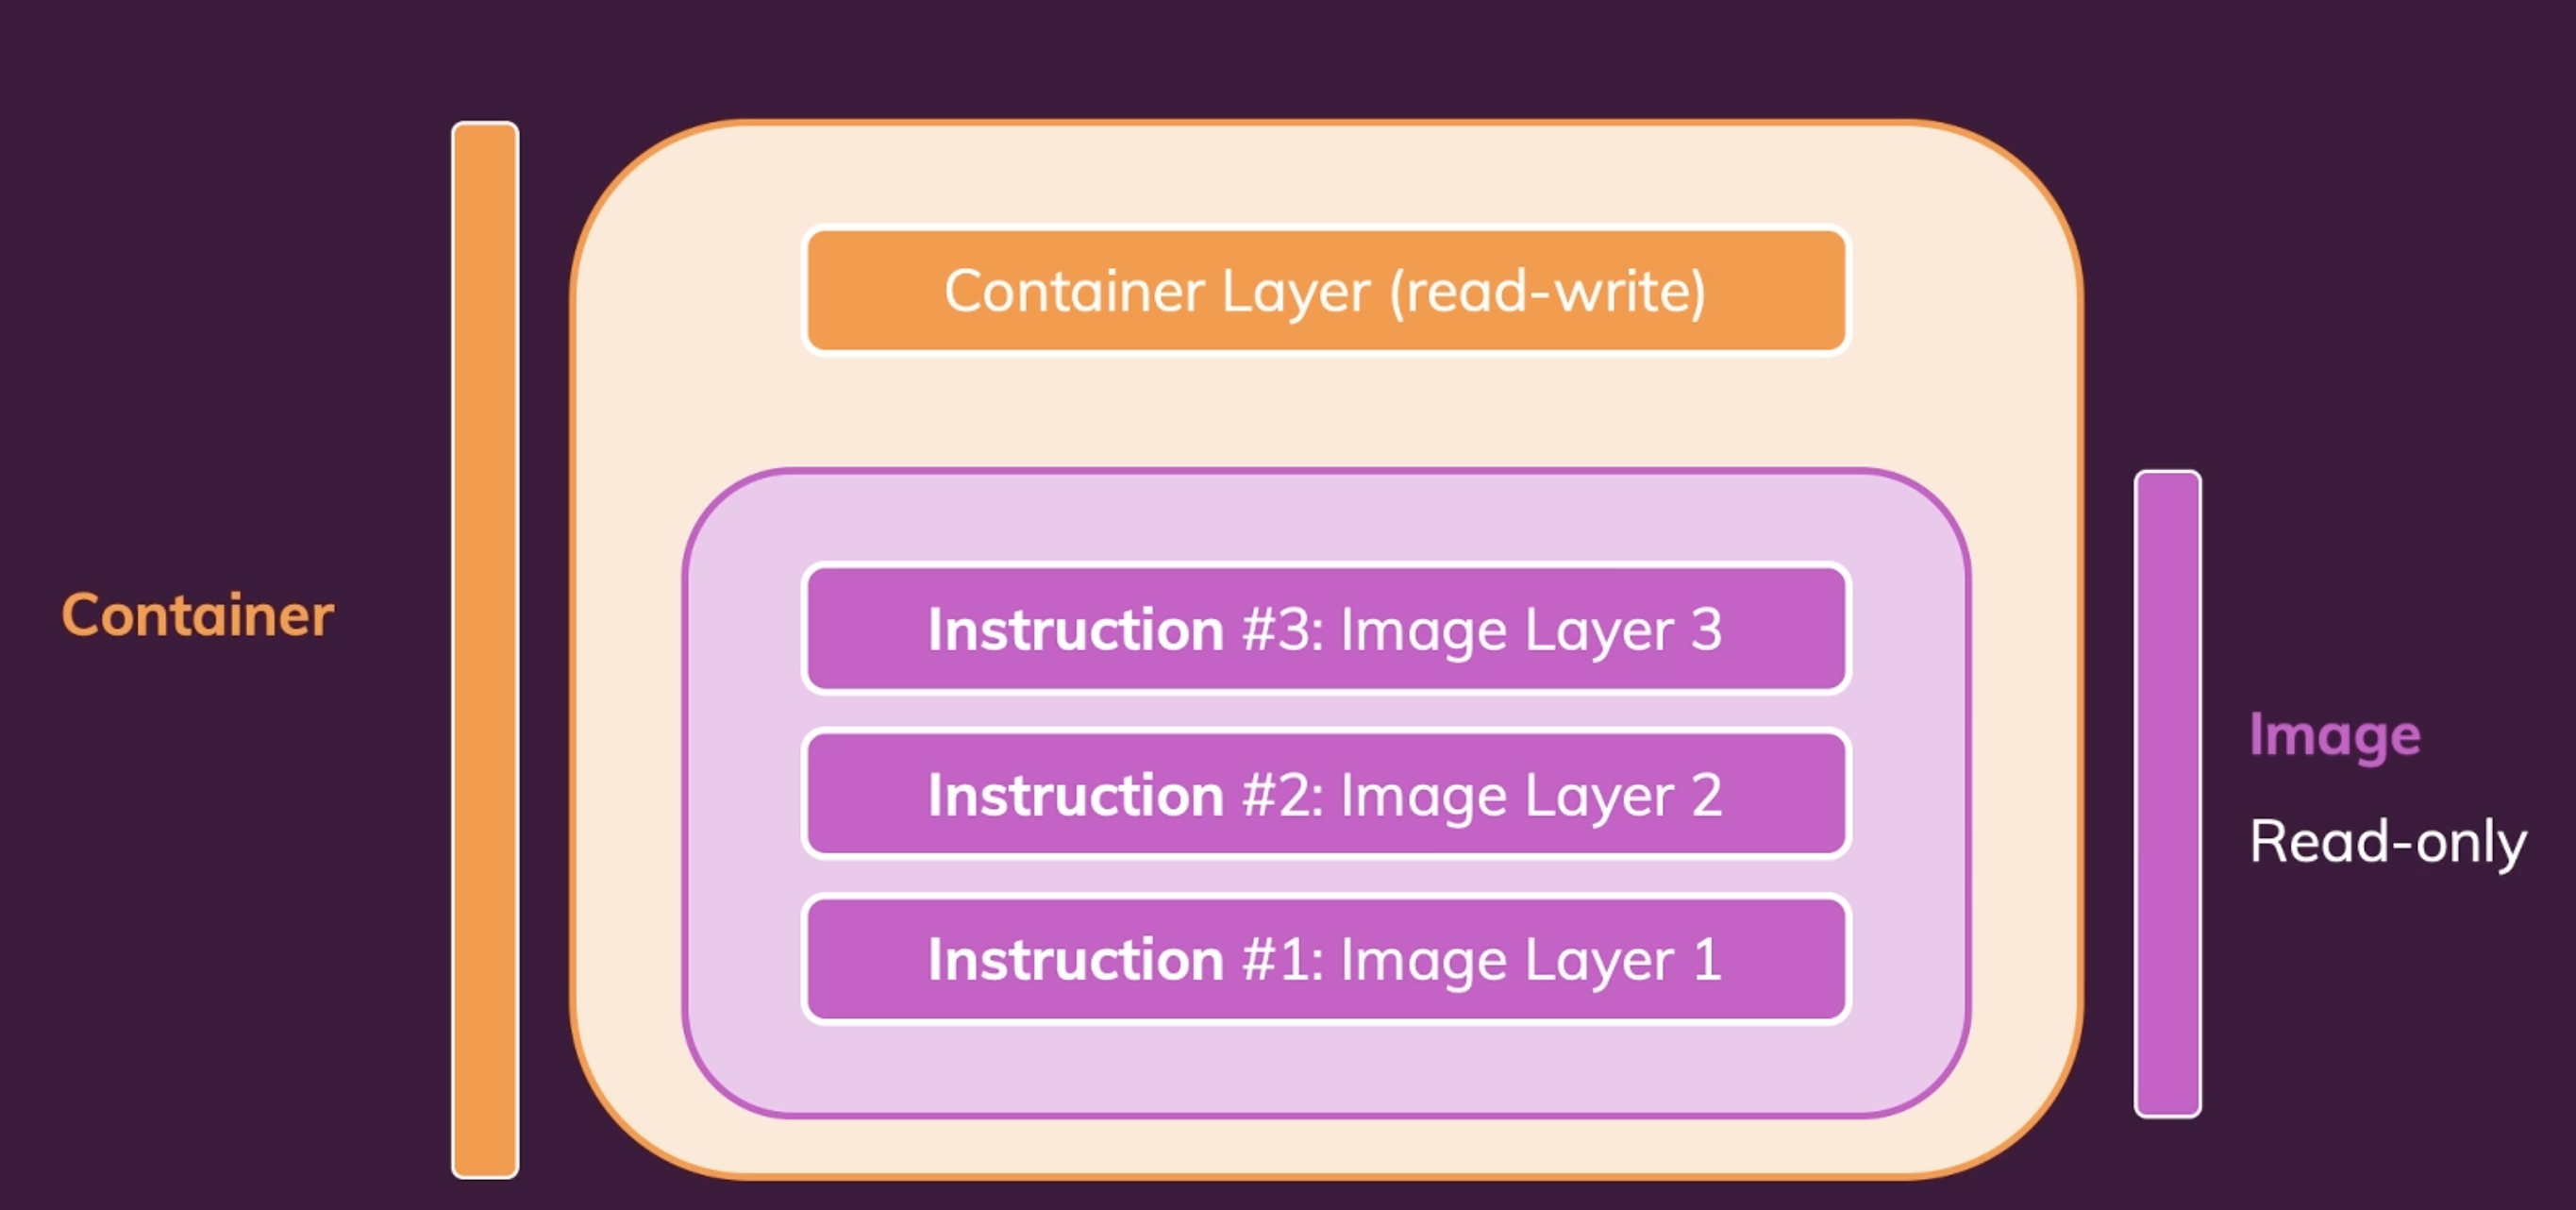 Container Layer (read-write)
Container
Instruction #3: Image Layer 3
Instruction #2: Image Layer 2
Instruction #1: Image Layer 1
Image
Read-only